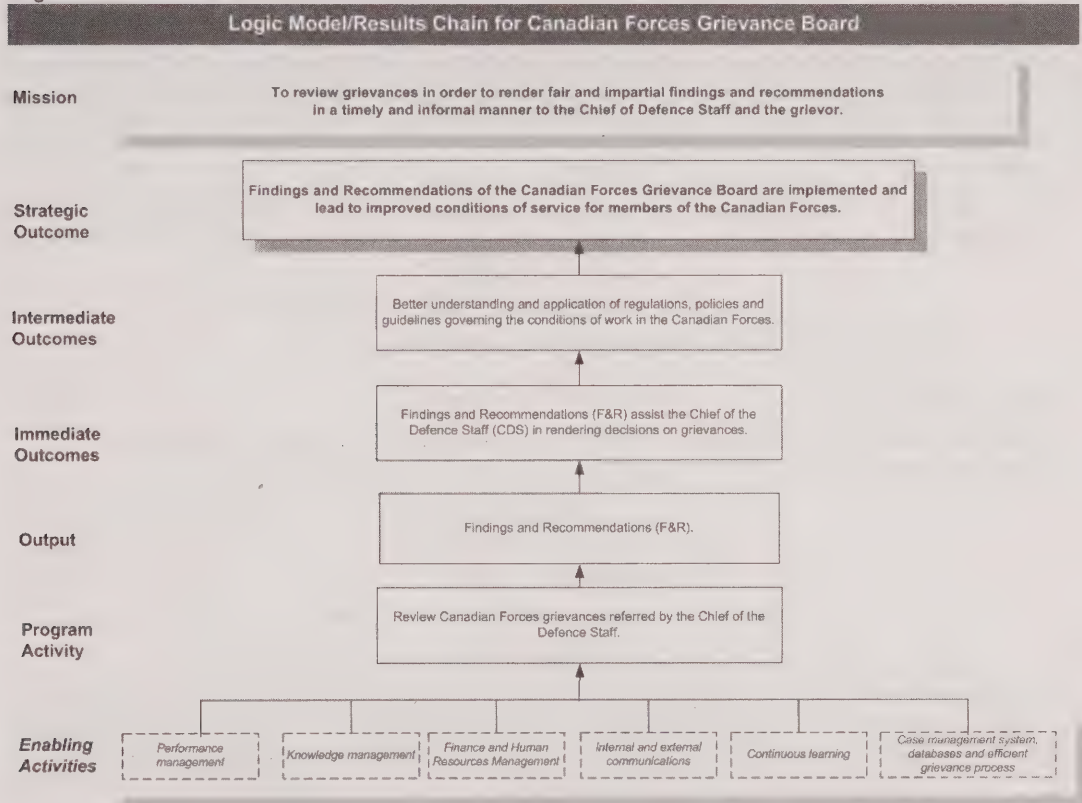 Logic Model/Results Chain for Canadian Forces Grievance Board
Mission
To review grievances in order to render fair and impartial findings and recommendations
in a timely and informal manner to the Chief of Defence Staff and the grievor.
Strategic
Outcome
Findings and Recommendations of the Canadian Forces Grievance Board are implemented and
lead to improved conditions of service for members of the Canadian Forces.
Intermediate
Outcomes
Better understanding and application of regulations, policies and
guidelines governing the conditions of work in the Canadian Forces.
Immediate
Outcomes
Findings and Recommendations (F&R) assist the Chief of the
Defence Staff (CDS) in rendering decisions on grievances.
Output
Findings and Recommendations (F&R).
Program
Activity
Review Canadian Forces grievances referred by the Chief of the
Defence Staff.
Enabling
Activities
Performance
management
Knowledge management
Finance and Human
Resources Management
Internal and external
communications
Continuous learning
Case management system,
databases and efficient
grievance process